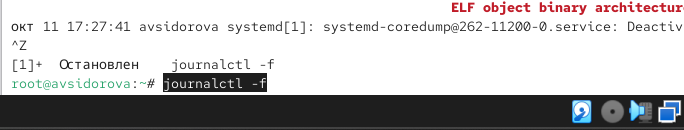 ELF object binary architectur
окт 11 17:27:41 avsidorova systemd[1]: systemd-coredump@262-11200-0.service: Deactiv
^Z
[1]+  Остановлен    journalctl -f
root@avsidorova:~# journalctl -f